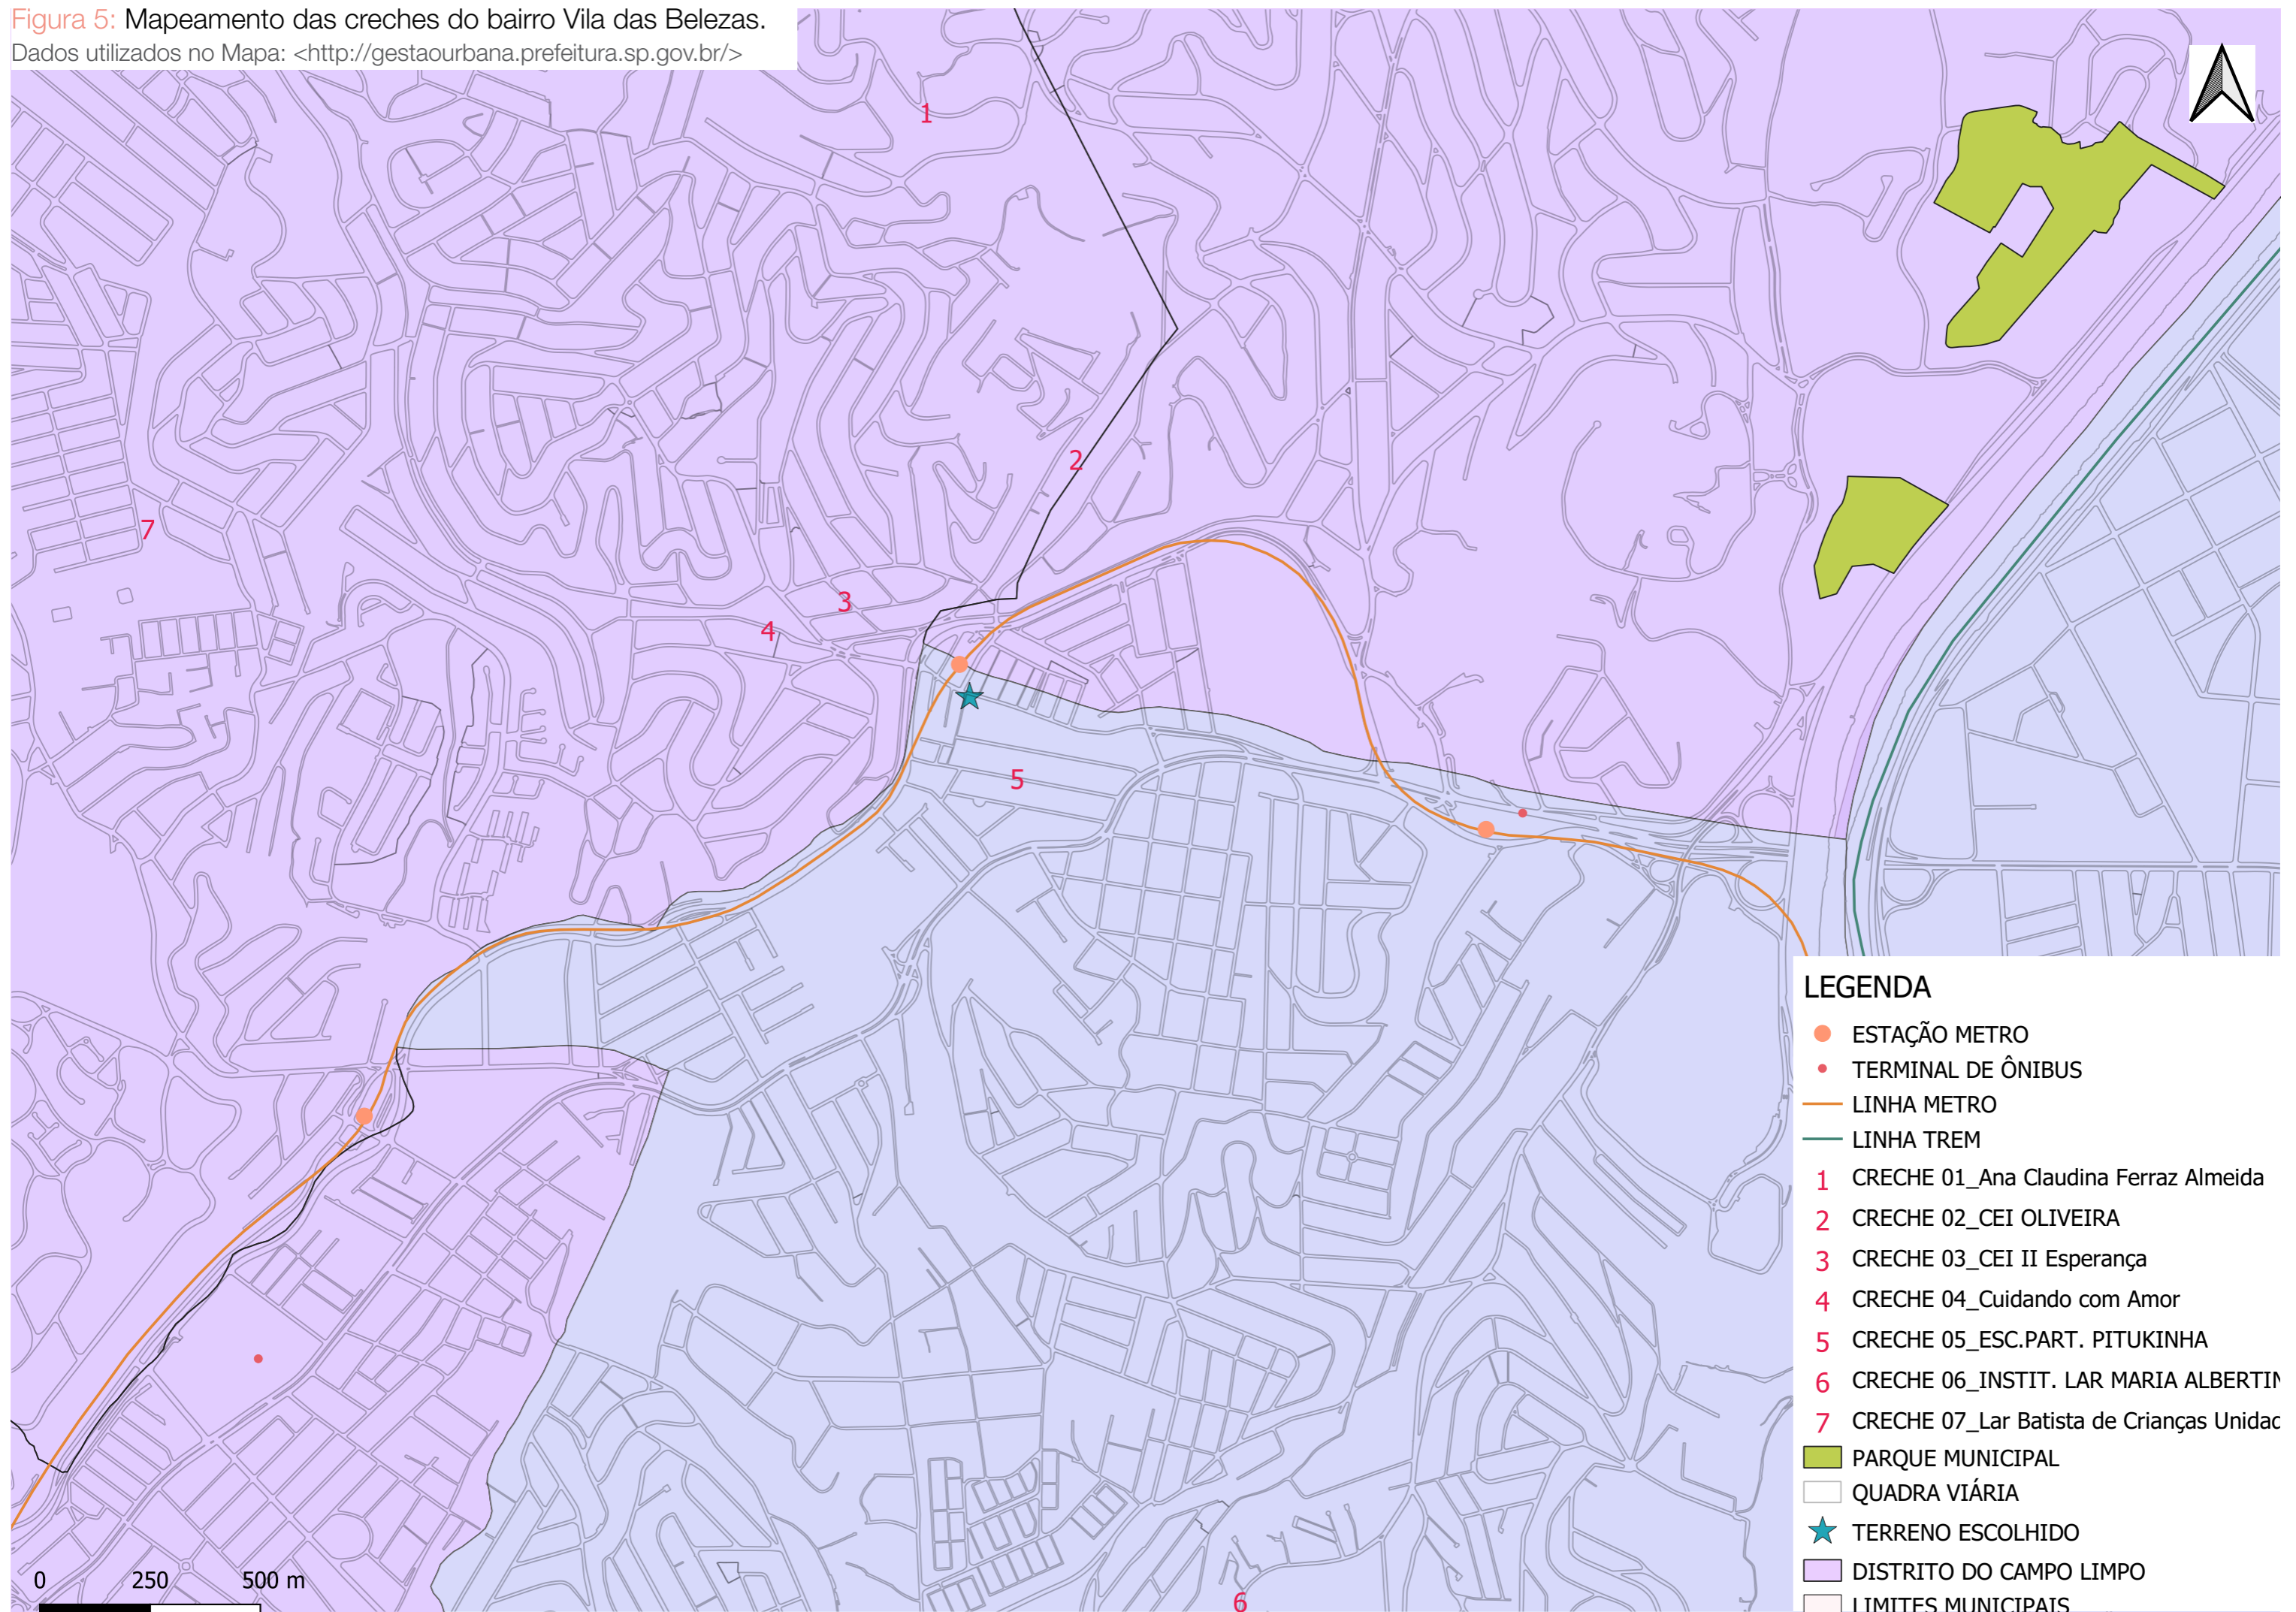 Figura 5: Mapeamento das creches do bairro Vila das Belezas.
Dados utilizados no Mapa: <http://gestaourbana.prefeitura.sp.gov.br/>
1
2
7
3
4
5
6
0 250 500 m
LEGENDA
ESTAÇÃO METRO
TERMINAL DE ÔNIBUS
LINHA METRO
LINHA TREM
1 CRECHE 01_Ana Claudina Ferraz Almeida
2 CRECHE 02_CEI OLIVEIRA
3 CRECHE 03_CEI II Esperança
4 CRECHE 04_Cuidando com Amor
5 CRECHE 05_ESC.PART. PITUKINHA
6 CRECHE 06_INSTIT. LAR MARIA
7 CRECHE 07_Lar Batista de Crianças
PARQUE MUNICIPAL
QUADRA VIÁRIA
TERRENO ESCOLHIDO
DISTRITO DO CAMPO LIMPO
LIMITES MUNICIPAIS